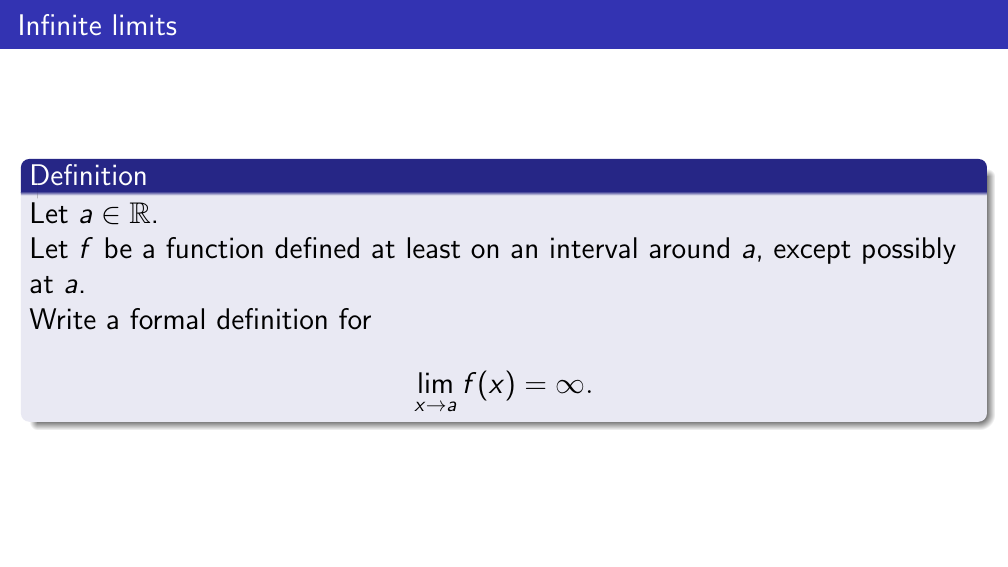 Infinite limits
Definition
Let a ∈ ℝ.
Let f be a function defined at least on an interval around a, except possibly
at a.
Write a formal definition for
lim f(x) = ∞.
x→a